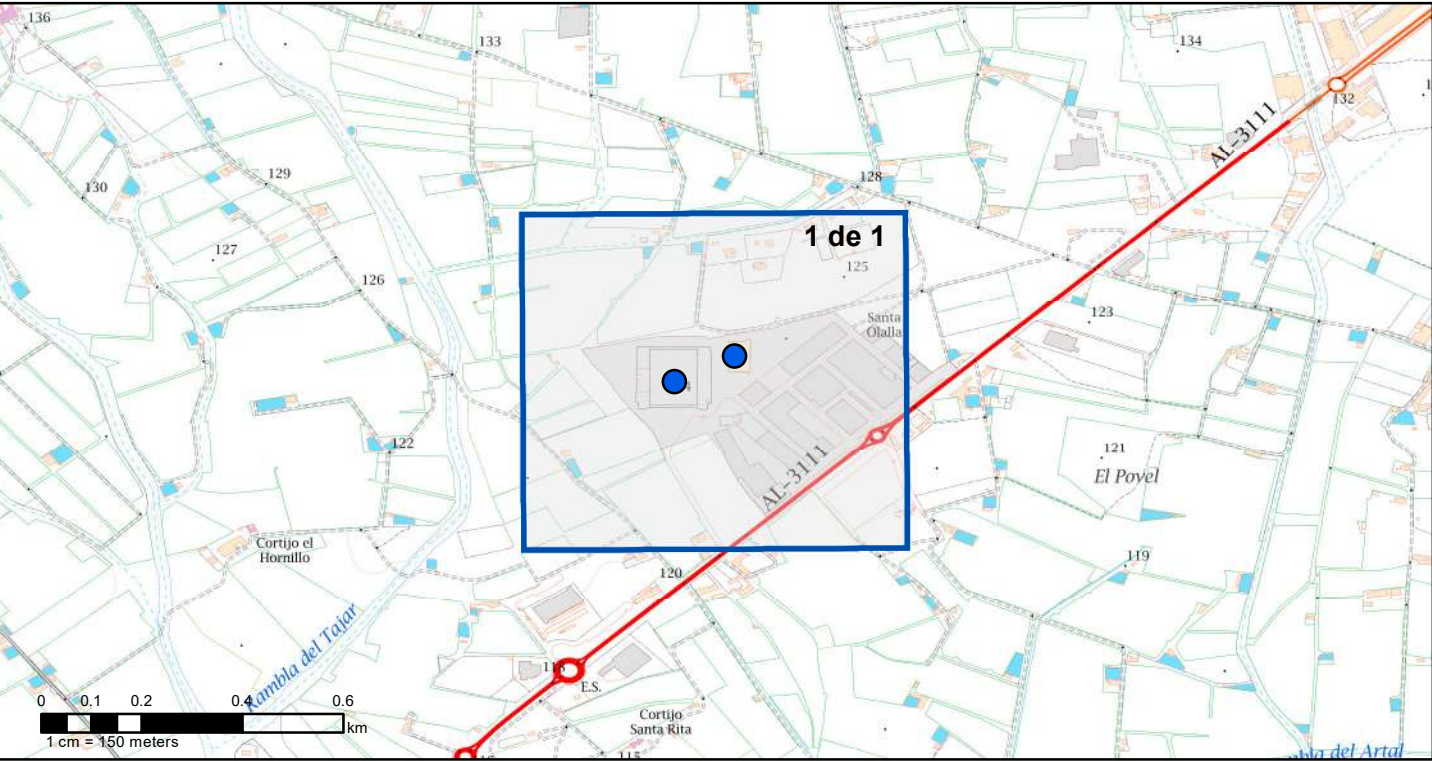 136
133
134
132
AL-3111
129
130
128
1 de 1
127
125
126
Santa
Olalla
123
122
121
El Povel
AL-3111
Cortijo el
Hornillo
119
120
Rambla del Tajar
E.S.
0 0.1 0.2 0.4 0.6
km
1 cm = 150 meters
Cortijo
Santa Rita
115
del Artal